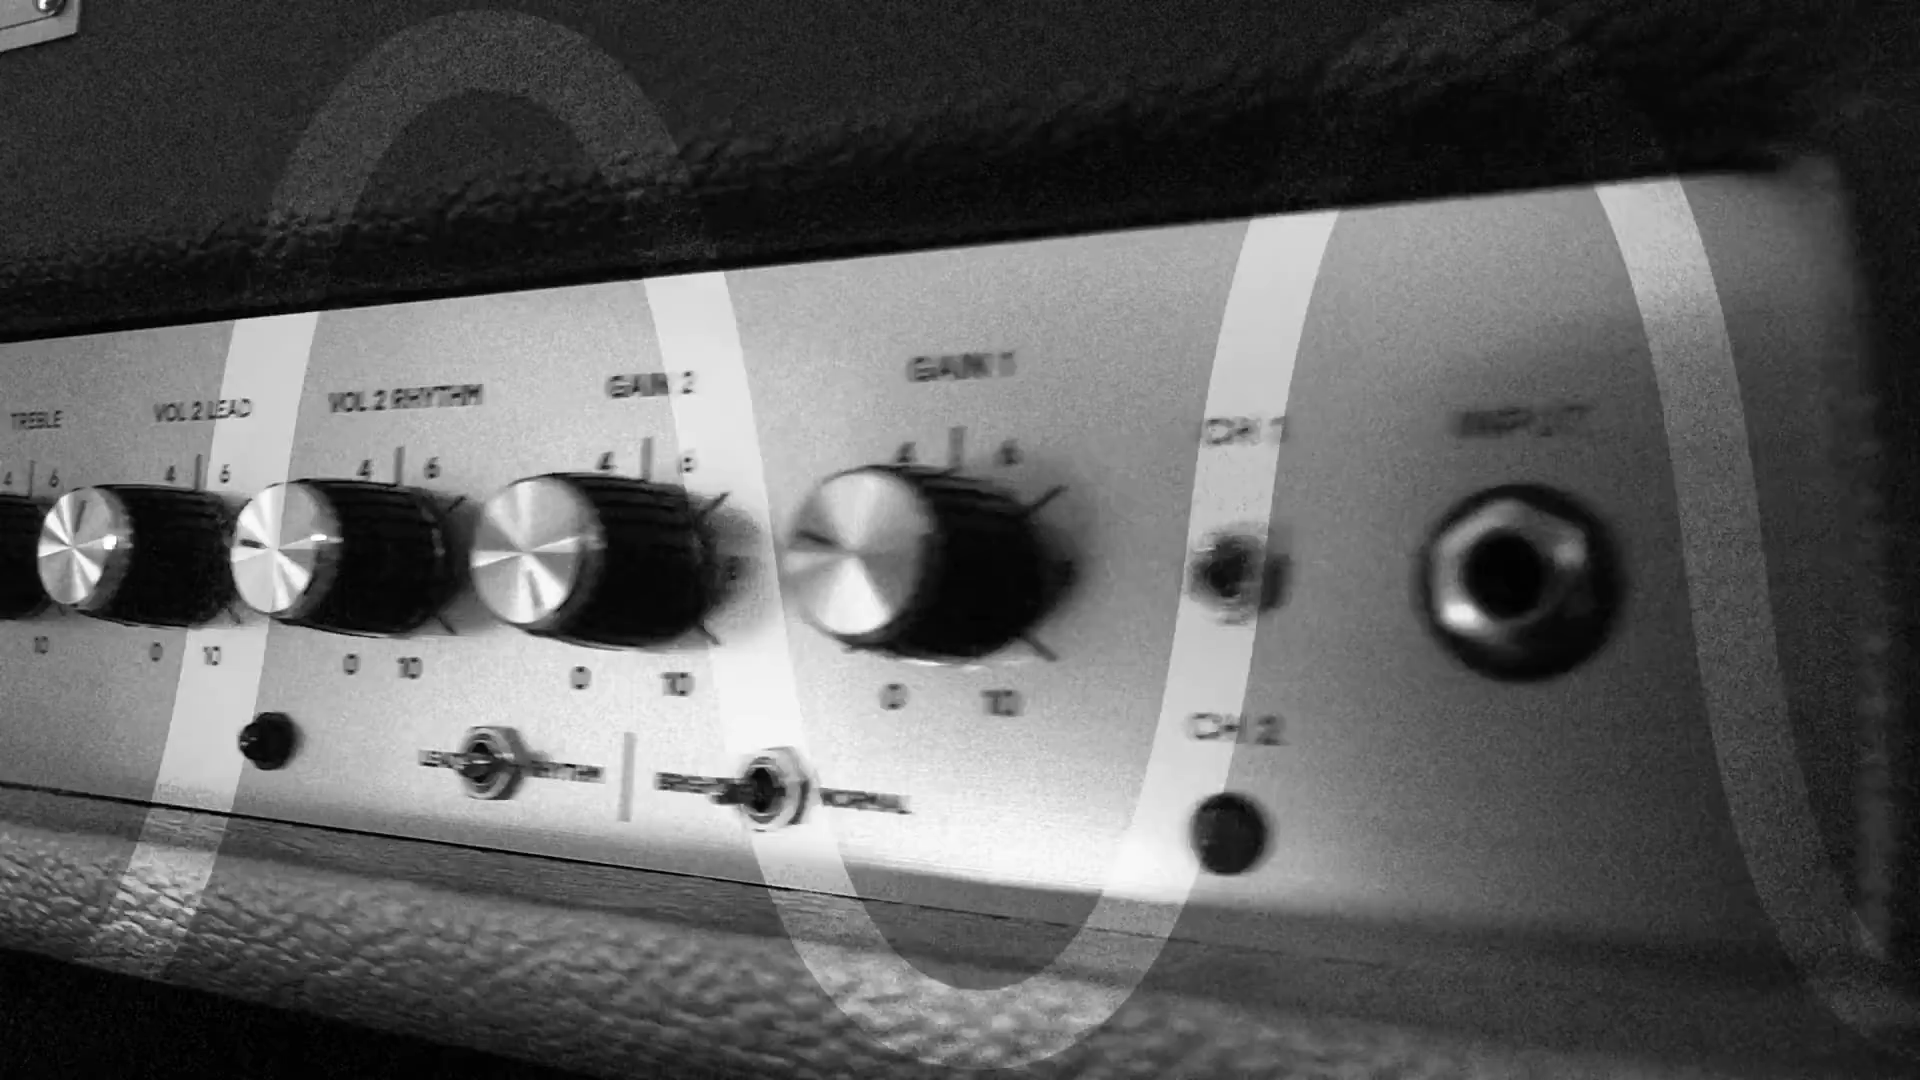 TREBLE
VOL 2 LEAD
VOL 2 RHYTHM
GAIN 2
GAIN 1
CH 1
INPUT
4 6
4 6
4 6
4 6
4 6
10
0 10
0 10
0 10
0 10
CH 2
LEAD RHYTHM
NORMAL